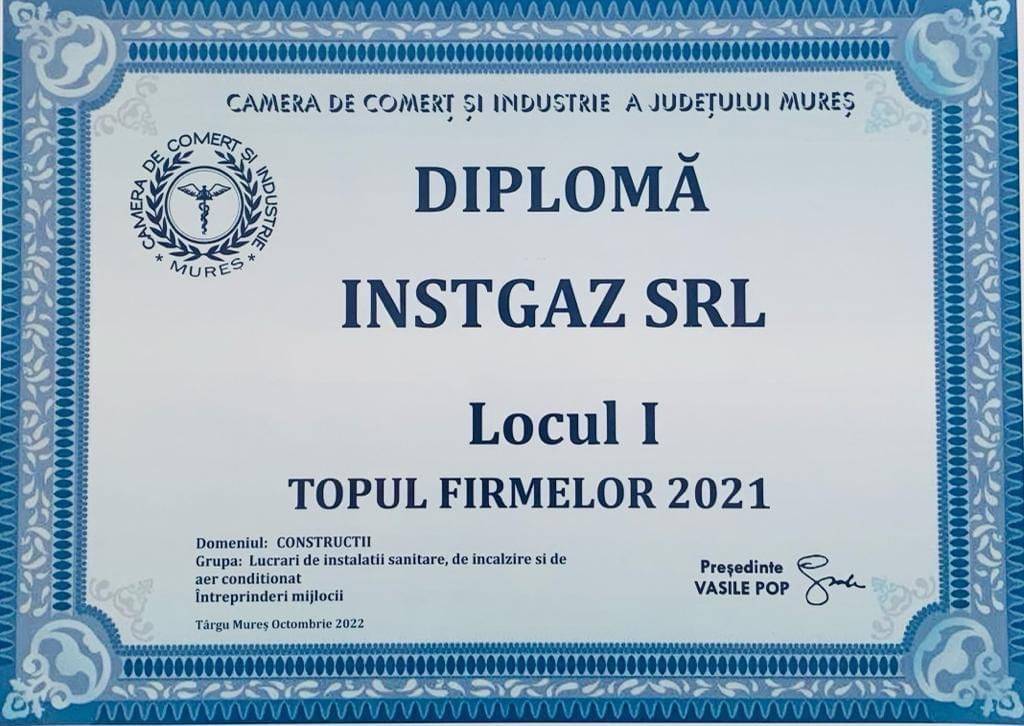 CAMERA DE COMERȚ ȘI INDUSTRIE A JUDEȚULUI MUREȘ
CAMERA DE COMERT SI INDUSTRIE
* MUREȘ *
DIPLOMĂ
INSTGAZ SRL
Locul I
TOPUL FIRMELOR 2021
Domeniul: CONSTRUCTII
Grupa: Lucrari de instalatii sanitare, de incalzire si de
aer conditionat
Întreprinderi mijlocii
Târgu Mureș Octombrie 2022
Președinte
VASILE POP